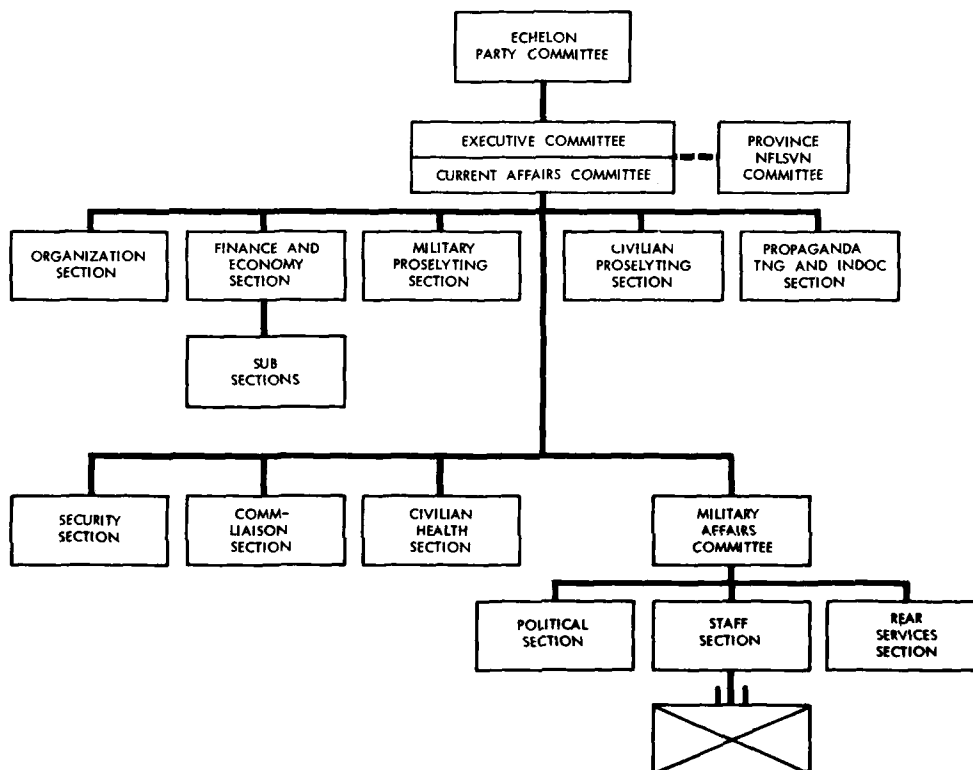 ECHELON
PARTY COMMITTEE
EXECUTIVE COMMITTEE
CURRENT AFFAIRS COMMITTEE
PROVINCE
NFLSVN
COMMITTEE
ORGANIZATION
SECTION
FINANCE AND
ECONOMY
SECTION
MILITARY
PROSELYTING
SECTION
CIVILIAN
PROSELYTING
SECTION
PROPAGANDA
TNG AND INDOC
SECTION
SUB
SECTIONS
SECURITY
SECTION
COMM-
LIAISON
SECTION
CIVILIAN
HEALTH
SECTION
MILITARY
AFFAIRS
COMMITTEE
POLITICAL
SECTION
STAFF
SECTION
REAR
SERVICES
SECTION